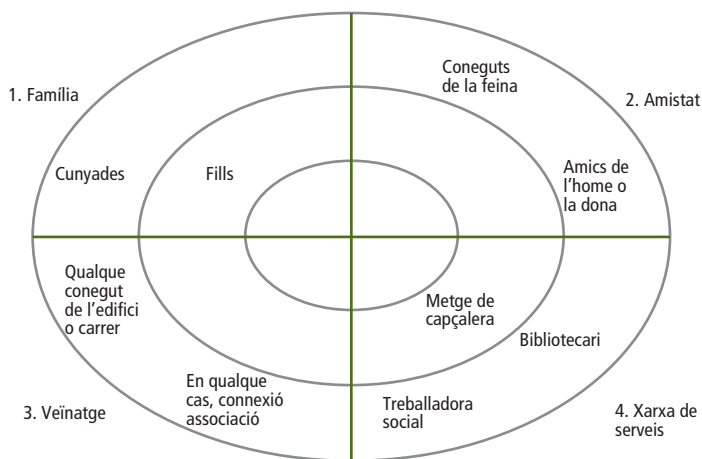 Coneguts
de la feina
1. Família
2. Amistat
Cunyades
Fills
Amics de
l’home o
la dona
Qualque
conegut
de l’edifici
o carrer
Metge de
capçalera
Bibliotecari
En qualque
cas, connexió
associació
Treballadora
social
3. Veïnatge
4. Xarxa de
serveis